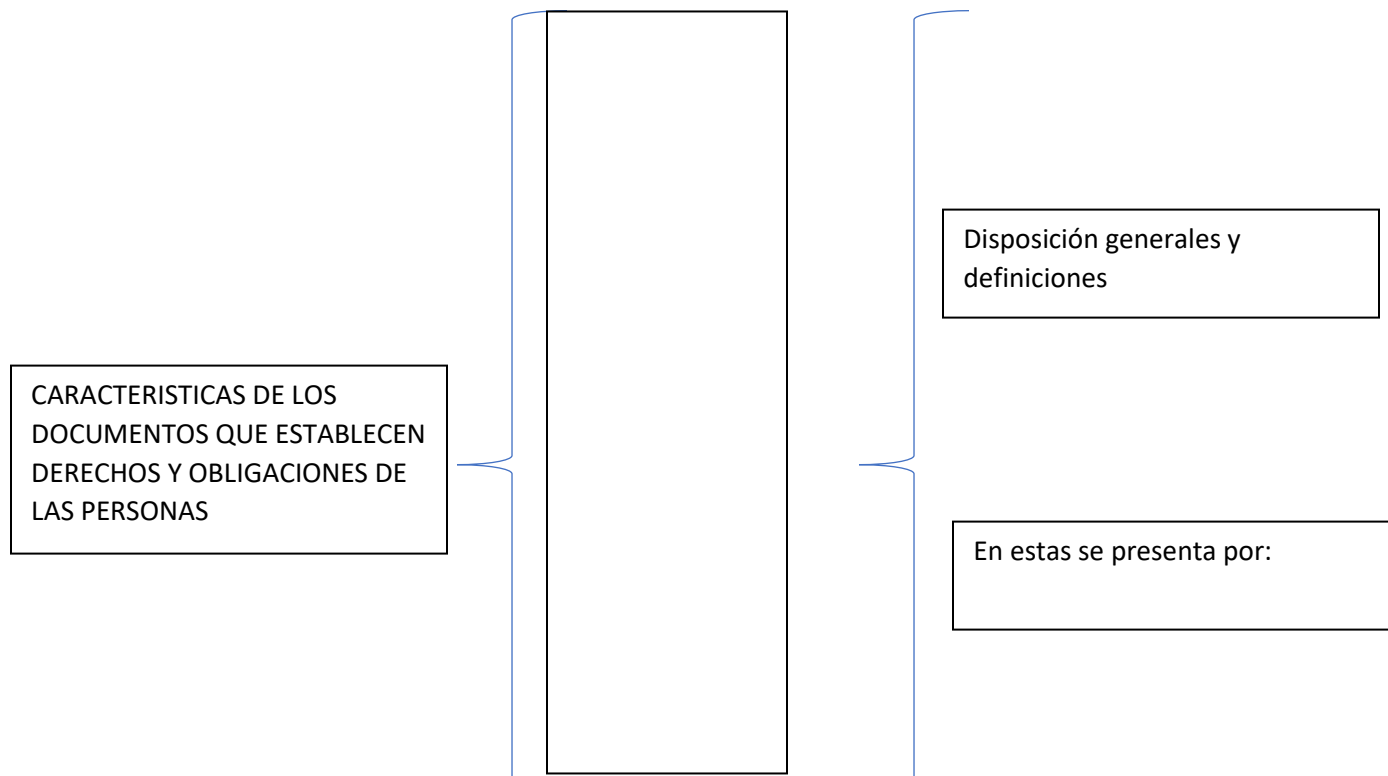 CARACTERISTICAS DE LOS
DOCUMENTOS QUE ESTABLECEN
DERECHOS Y OBLIGACIONES DE
LAS PERSONAS
Disposición generales y
definiciones
En estas se presenta por: